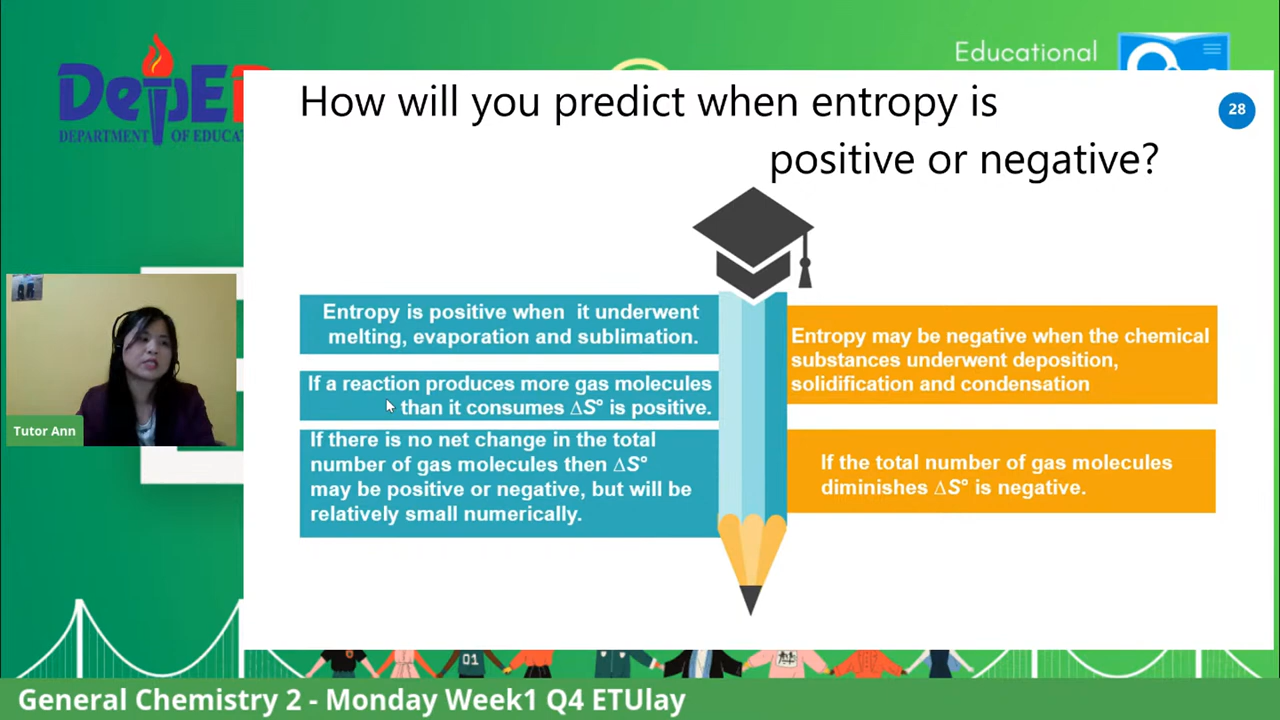 DepED
DEPARTMENT OF EDUCAT
Educational
How will you predict when entropy is
positive or negative?
28
Entropy is positive when it underwent
melting, evaporation and sublimation.
If a reaction produces more gas molecules
than it consumes ∆S° is positive.
If there is no net change in the total
number of gas molecules then ∆S°
may be positive or negative, but will be
relatively small numerically.
Entropy may be negative when the chemical
substances underwent deposition,
solidification and condensation
If the total number of gas molecules
diminishes ∆S° is negative.
Tutor Ann
01
General Chemistry 2 - Monday Week1 Q4 ETUlay